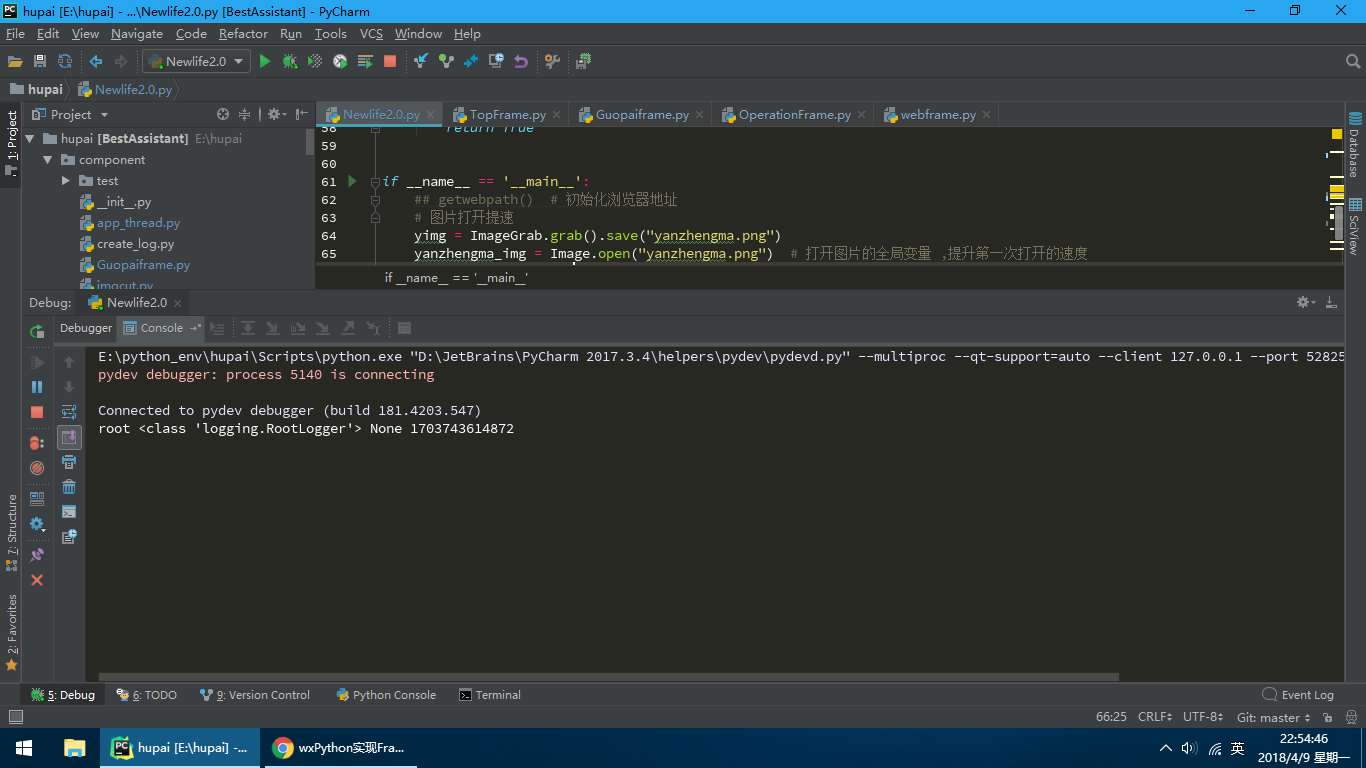 hupai [E:\hupai] - ...\Newlife2.0.py [BestAssistant] - PyCharm
File Edit View Navigate Code Refactor Run Tools VCS Window Help
Newlife2.0
hupai Newlife2.0.py
Project
Newlife2.0.py TopFrame.py Guopaiframe.py OperationFrame.py webframe.py
1: Project
hupai [BestAssistant] E:\hupai
component
test
__init__.py
app_thread.py
create_log.py
Guopaiframe.py
imgcut.py
58 return True
59
60
61 if __name__ == '__main__':
62 ## getwebpath() # 初始化浏览器地址
63 # 图片打开提速
64 yimg = ImageGrab.grab().save("yanzhengma.png")
65 yanzhengma_img = Image.open("yanzhengma.png") # 打开图片的全局变量 ,提升第一次打开的速度
if __name__ == '__main__'
Database
SciView
Debug: Newlife2.0
Debugger Console
E:\python_env\hupai\Scripts\python.exe "D:\JetBrains\PyCharm 2017.3.4\helpers\pydev\pydevd.py" --multiproc --qt-support=auto --client 127.0.0.1 --port 52825
pydev debugger: process 5140 is connecting
Connected to pydev debugger (build 181.4203.547)
root <class 'logging.RootLogger'> None 1703743614872
7: Structure
2: Favorites
5: Debug 6: TODO 9: Version Control Python Console Terminal Event Log
66:25 CRLF UTF-8 Git: master
hupai [E:\hupai] -... wxPython实现Fra...
英
22:54:46
2018/4/9 星期一